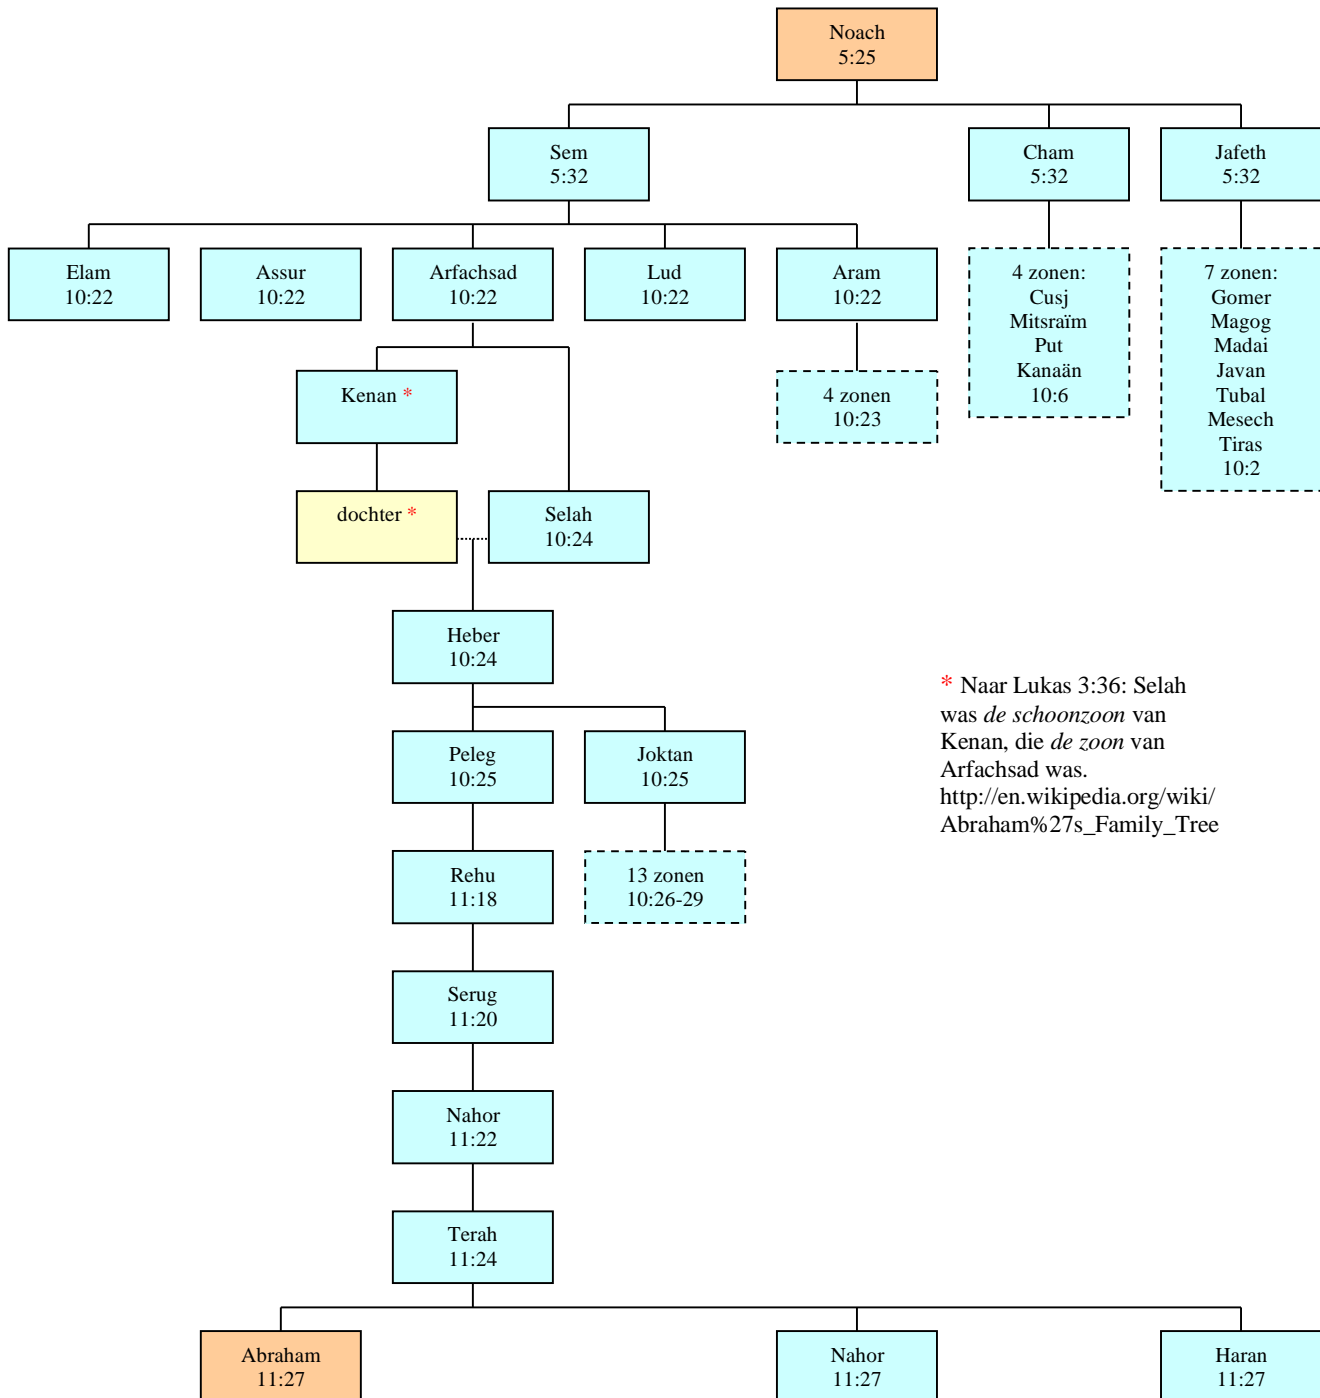 Noach
5:25
Sem
5:32
Cham
5:32
Jafeth
5:32
Elam
10:22
Assur
10:22
Arfachsad
10:22
Lud
10:22
Aram
10:22
4 zonen:
Cusj
Mitsraïm
Put
Kanaän
10:6
7 zonen:
Gomer
Magog
Madai
Javan
Tubal
Mesech
Tiras
10:2
Kenan *
4 zonen
10:23
dochter *
Selah
10:24
Heber
10:24
* Naar Lukas 3:36: Selah
was de schoonzoon van
Kenan, die de zoon van
Arfachsad was.
http://en.wikipedia.org/wiki/
Abraham%27s_Family_Tree
Peleg
10:25
Joktan
10:25
Rehu
11:18
13 zonen
10:26-29
Serug
11:20
Nahor
11:22
Terah
11:24
Abraham
11:27
Nahor
11:27
Haran
11:27